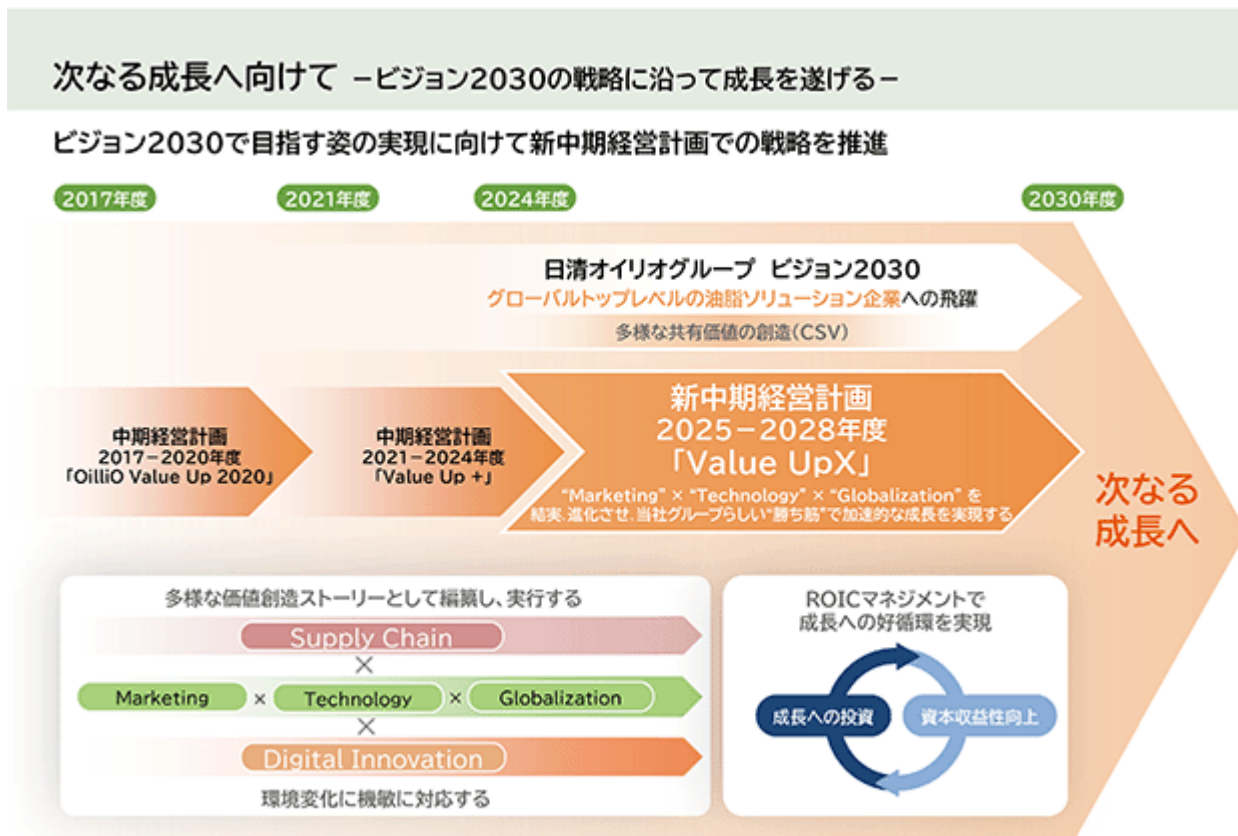 次なる成長へ向けて －ビジョン2030の戦略に沿って成長を遂げる－
ビジョン2030で目指す姿の実現に向けて新中期経営計画での戦略を推進
2017年度
2021年度
2024年度
2030年度
日清オイリオグループ ビジョン2030
グローバルトップレベルの油脂ソリューション企業への飛躍
多様な共有価値の創造(CSV)
中期経営計画
2017－2020年度
「OilliO Value Up 2020」
中期経営計画
2021－2024年度
「Value Up +」
新中期経営計画
2025－2028年度
「Value UpX」
“Marketing” × “Technology” × “Globalization” を
結実、進化させ、当社グループらしい“勝ち筋”で加速的な成長を実現する
次なる
成長へ
多様な価値創造ストーリーとして編纂し、実行する
Supply Chain
×
Marketing × Technology × Globalization
×
Digital Innovation
環境変化に機敏に対応する
ROICマネジメントで
成長への好循環を実現
成長への投資
資本収益性向上